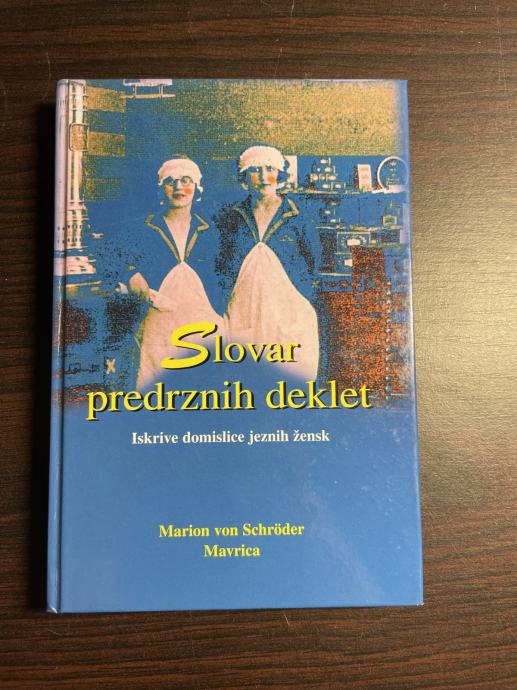 Slovar
predrznih deklet
Iskrive domislice jeznih žensk
Marion von Schröder
Mavrica